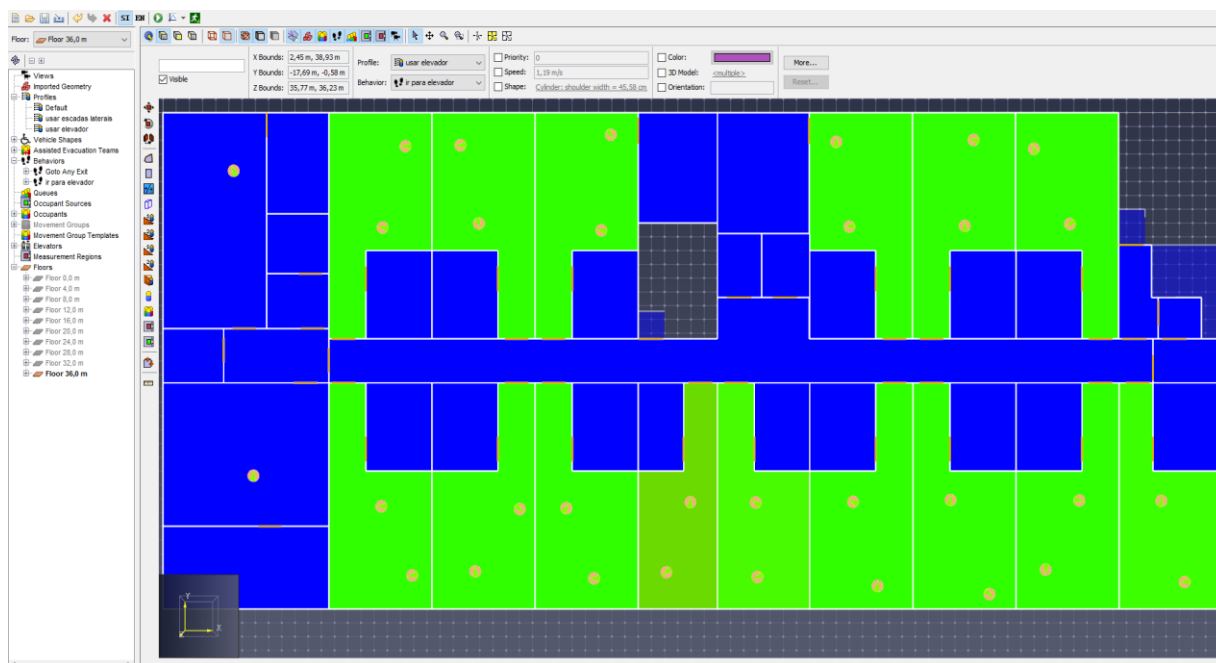 SI EN
Floor: Floor 36,0 m
Views
Imported Geometry
Profiles
Default
usar escadas laterais
usar elevador
Vehicle Shapes
Assisted Evacuation Teams
Behaviors
Goto Any Exit
ir para elevador
Queues
Occupant Sources
Occupants
Movement Groups
Movement Group Templates
Elevators
Measurement Regions
Floors
Floor 0,0 m
Floor 4,0 m
Floor 8,0 m
Floor 12,0 m
Floor 16,0 m
Floor 20,0 m
Floor 24,0 m
Floor 28,0 m
Floor 32,0 m
Floor 36,0 m
Visible
X Bounds: 2,45 m, 38,93 m
Y Bounds: -17,69 m, -0,58 m
Z Bounds: 35,77 m, 36,23 m
Profile: usar elevador
Behavior: ir para elevador
Priority: 0
Speed: 1,19 m/s
Shape: Cylinder: shoulder width = 45,58 cm
Color:
3D Model: <multiple>
Orientation:
More...
Reset...
Y
X